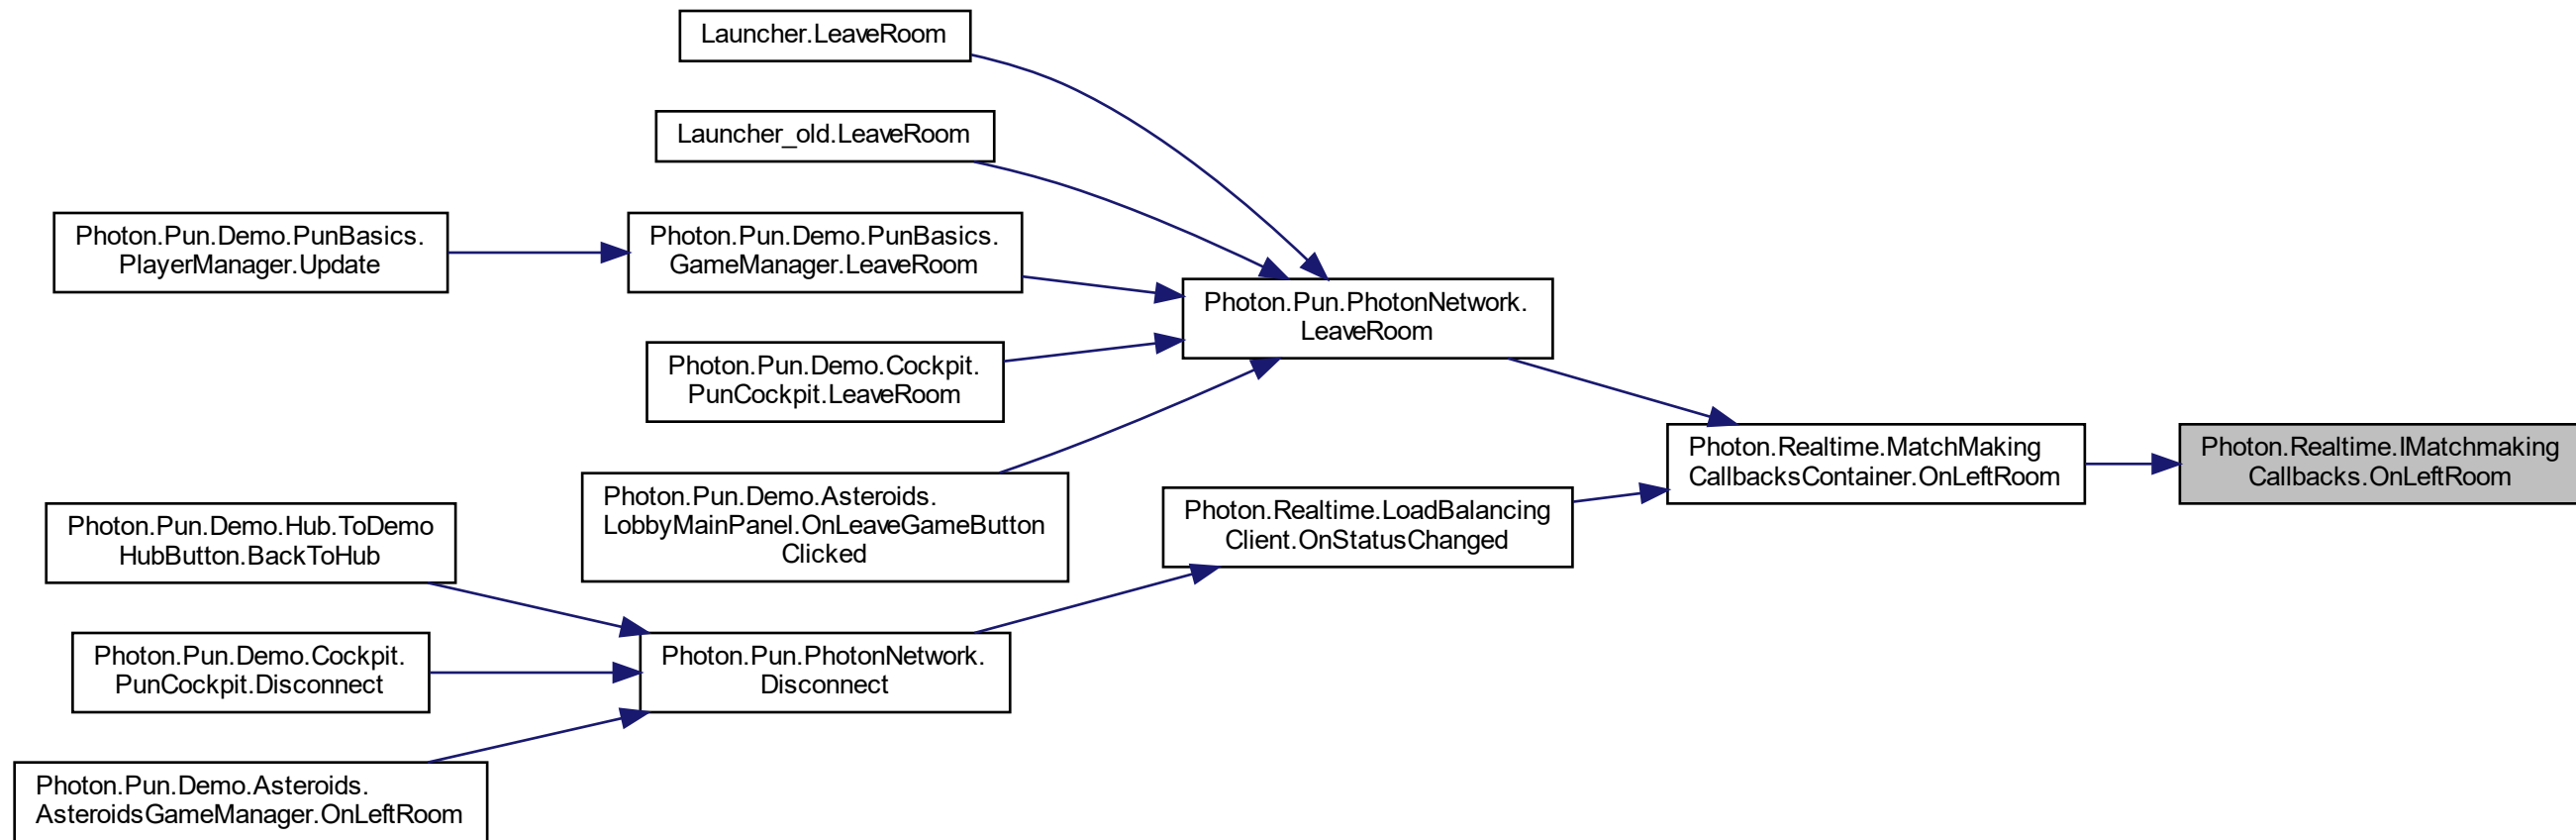 Launcher.LeaveRoom
Launcher_old.LeaveRoom
Photon.Pun.Demo.PunBasics.
PlayerManager.Update
Photon.Pun.Demo.PunBasics.
GameManager.LeaveRoom
Photon.Pun.PhotonNetwork.
LeaveRoom
Photon.Pun.Demo.Cockpit.
PunCockpit.LeaveRoom
Photon.Realtime.MatchMaking
CallbacksContainer.OnLeftRoom
Photon.Realtime.IMatchmaking
Callbacks.OnLeftRoom
Photon.Pun.Demo.Asteroids.
LobbyMainPanel.OnLeaveGameButton
Clicked
Photon.Realtime.LoadBalancing
Client.OnStatusChanged
Photon.Pun.Demo.Hub.ToDemo
HubButton.BackToHub
Photon.Pun.Demo.Cockpit.
PunCockpit.Disconnect
Photon.Pun.PhotonNetwork.
Disconnect
Photon.Pun.Demo.Asteroids.
AsteroidsGameManager.OnLeftRoom